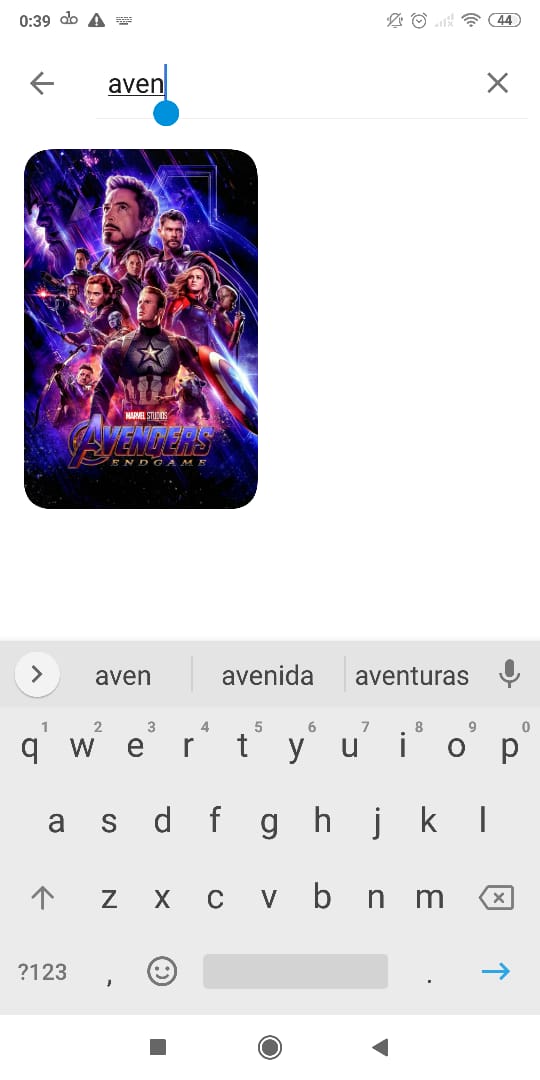 0:39
44
aven
MARVEL STUDIOS
AVENGERS
ENDGAME
aven avenida aventuras
1 2 3 4 5 6 7 8 9 0
q w e r t y u i o p
a s d f g h j k l
z x c v b n m
?123 , .